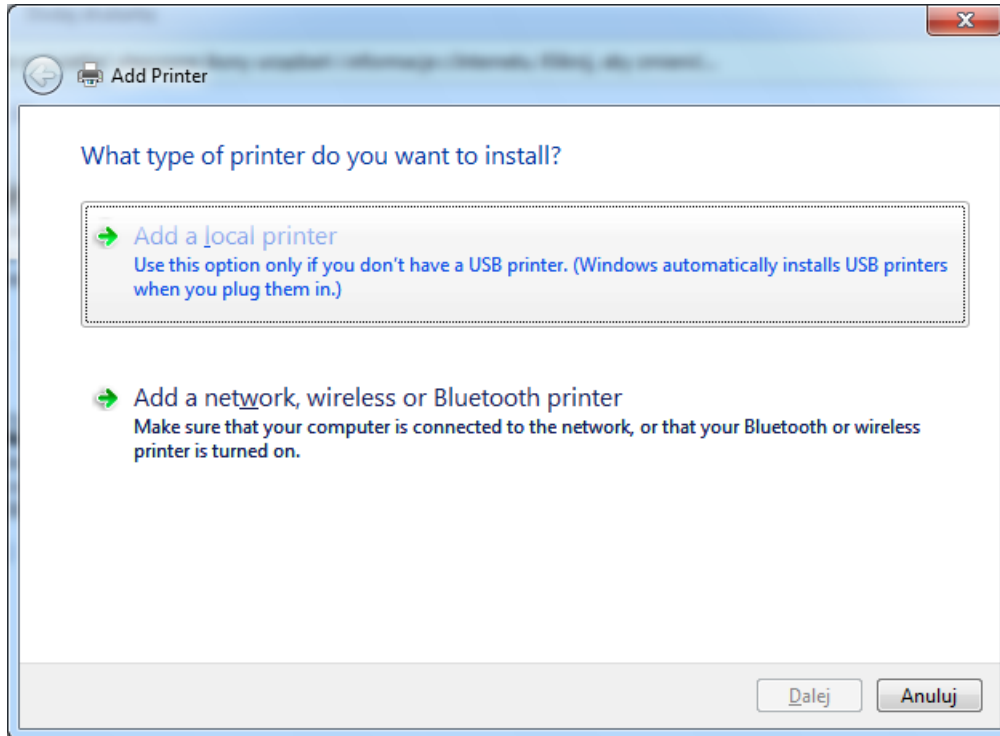 Add Printer
What type of printer do you want to install?
Add a local printer
Use this option only if you don't have a USB printer. (Windows automatically installs USB printers
when you plug them in.)
Add a network, wireless or Bluetooth printer
Make sure that your computer is connected to the network, or that your Bluetooth or wireless
printer is turned on.
Dalej
Anuluj